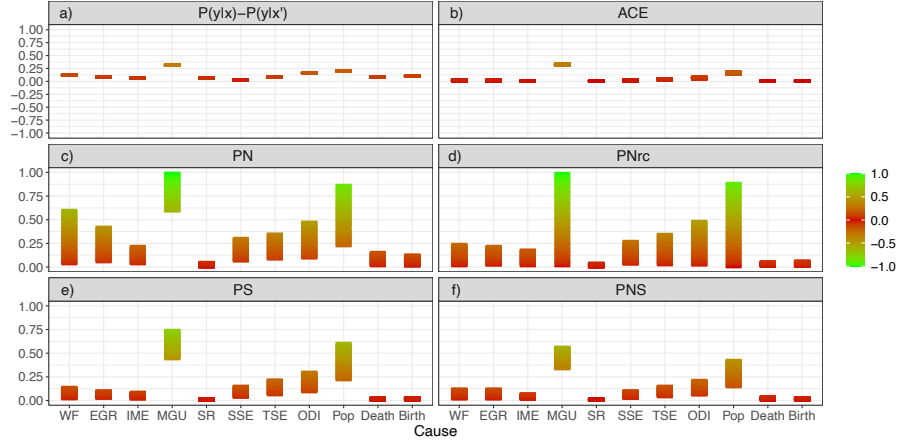 a) P(y|x)−P(y|x')
b) ACE
1.00
0.75
0.50
0.25
0.00
−0.25
−0.50
−0.75
−1.00
c) PN
d) PNrc
1.00
0.75
0.50
0.25
0.00
1.0
0.5
0.0
−0.5
−1.0
e) PS
f) PNS
1.00
0.75
0.50
0.25
0.00
WF EGR IME MGU SR SSE TSE ODI Pop Death Birth
WF EGR IME MGU SR SSE TSE ODI Pop Death Birth
Cause